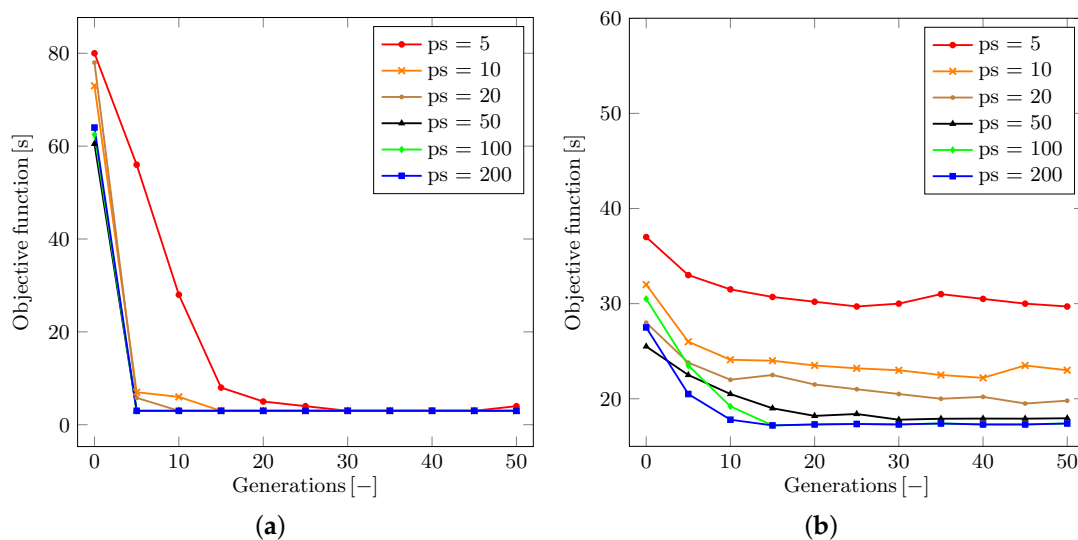 80
60
40
20
0
0
10
20
30
40
50
Objective function [s]
Generations [−]
ps = 5
ps = 10
ps = 20
ps = 50
ps = 100
ps = 200
(a)
60
50
40
30
20
0
10
20
30
40
50
Objective function [s]
Generations [−]
ps = 5
ps = 10
ps = 20
ps = 50
ps = 100
ps = 200
(b)